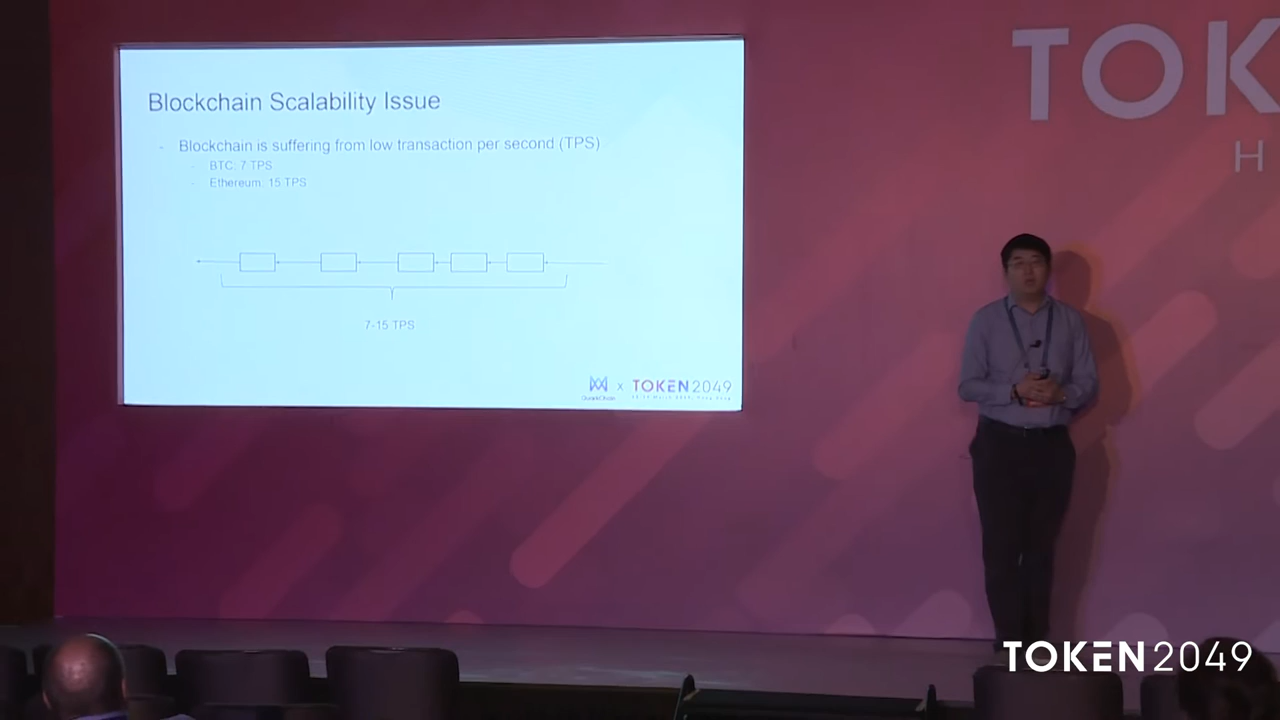 Blockchain Scalability Issue
- Blockchain is suffering from low transaction per second (TPS)
- BTC: 7 TPS
- Ethereum: 15 TPS
7-15 TPS
QuarkChain
x
TOKEN2049
TOK
H
TOKEN2049